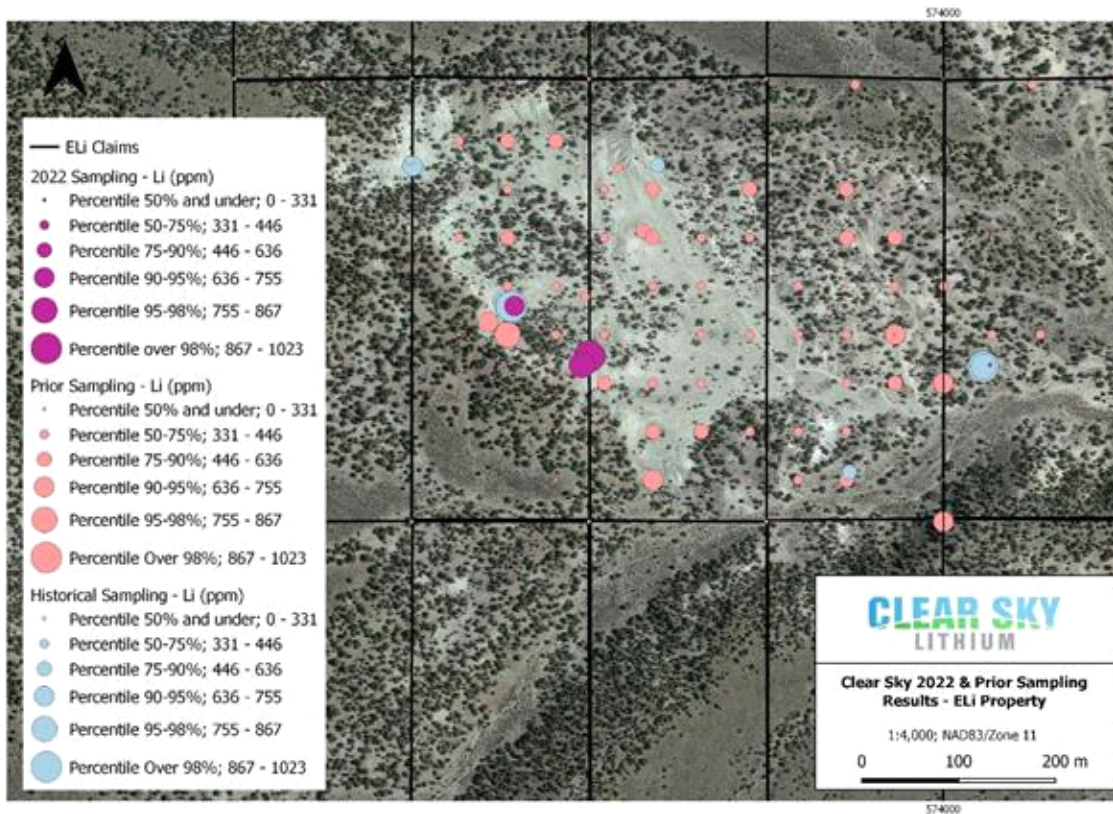 574000
ELi Claims
2022 Sampling - Li (ppm)
Percentile 50% and under; 0 - 331
Percentile 50-75%; 331 - 446
Percentile 75-90%; 446 - 636
Percentile 90-95%; 636 - 755
Percentile 95-98%; 755 - 867
Percentile over 98%; 867 - 1023
Prior Sampling - Li (ppm)
Percentile 50% and under; 0 - 331
Percentile 50-75%; 331 - 446
Percentile 75-90%; 446 - 636
Percentile 90-95%; 636 - 755
Percentile 95-98%; 755 - 867
Percentile Over 98%; 867 - 1023
Historical Sampling - Li (ppm)
Percentile 50% and under; 0 - 331
Percentile 50-75%; 331 - 446
Percentile 75-90%; 446 - 636
Percentile 90-95%; 636 - 755
Percentile 95-98%; 755 - 867
Percentile Over 98%; 867 - 1023
CLEAR SKY
LITHIUM
Clear Sky 2022 & Prior Sampling
Results - ELi Property
1:4,000; NAD83/Zone 11
0 100 200 m
574000